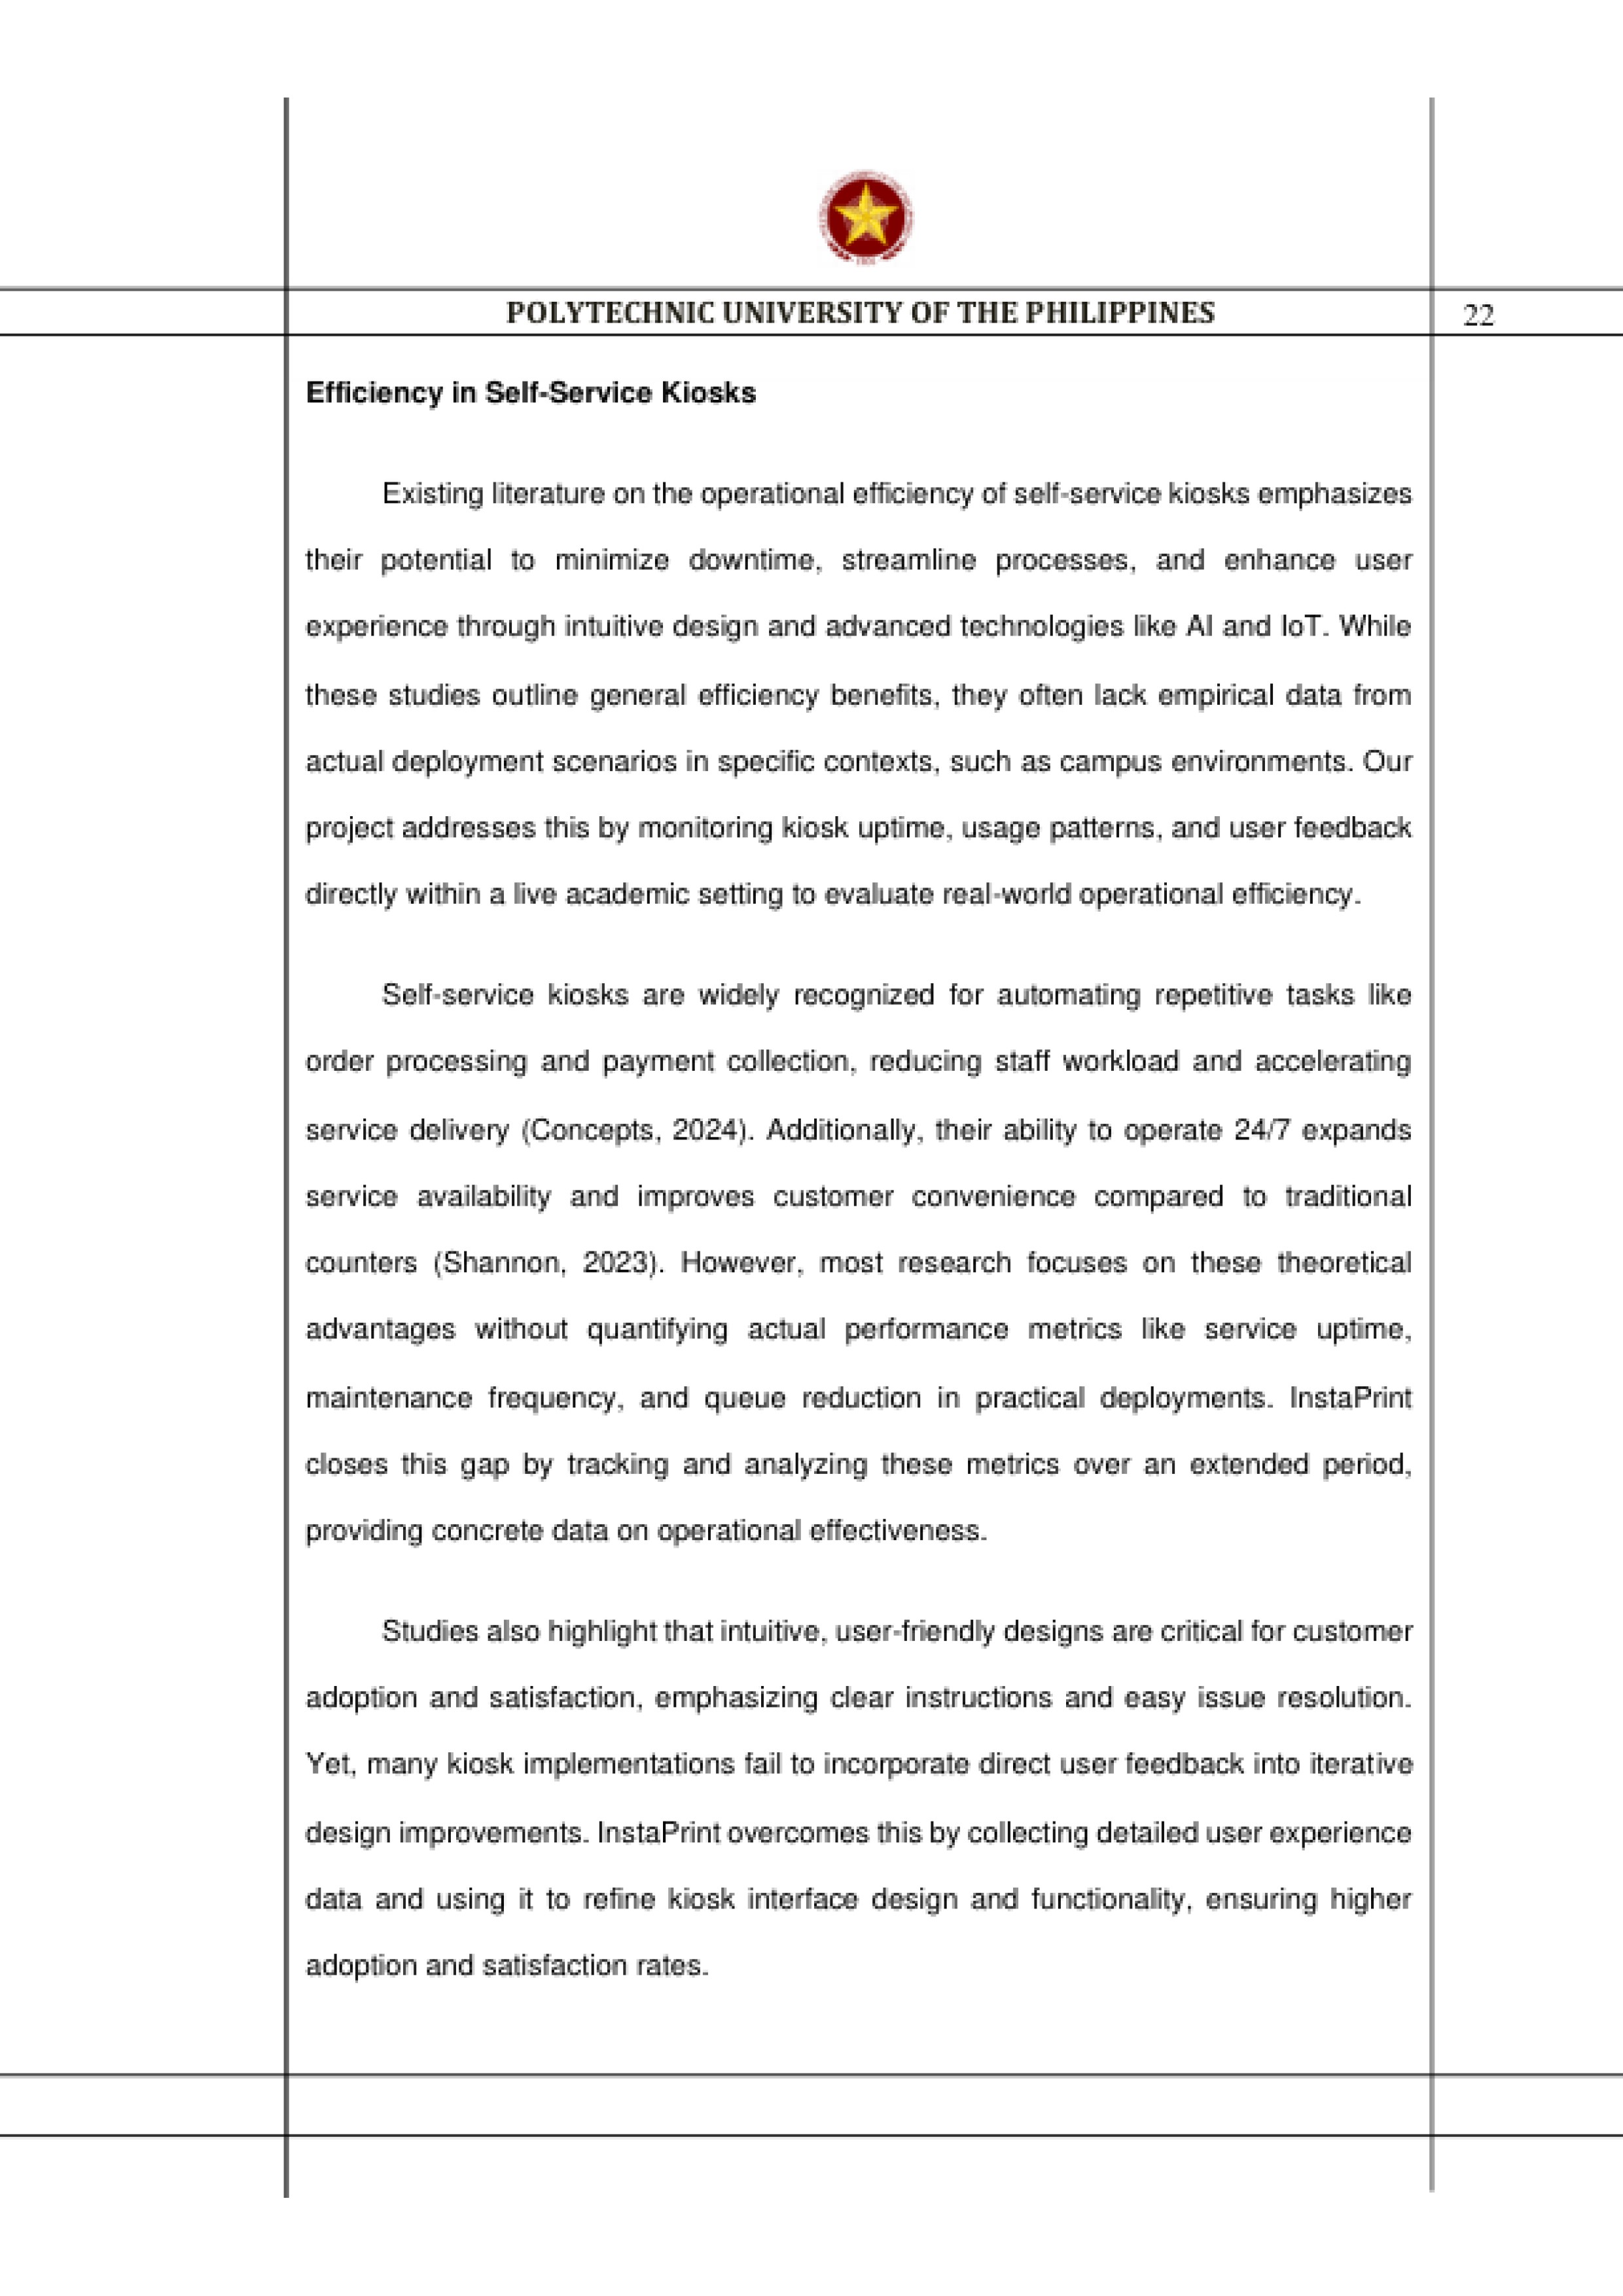 POLYTECHNIC UNIVERSITY OF THE PHILIPPINES
22
Efficiency in Self-Service Kiosks
Existing literature on the operational efficiency of self-service kiosks emphasizes
their potential to minimize downtime, streamline processes, and enhance user
experience through intuitive design and advanced technologies like AI and IoT. While
these studies outline general efficiency benefits, they often lack empirical data from
actual deployment scenarios in specific contexts, such as campus environments. Our
project addresses this by monitoring kiosk uptime, usage patterns, and user feedback
directly within a live academic setting to evaluate real-world operational efficiency.
Self-service kiosks are widely recognized for automating repetitive tasks like
order processing and payment collection, reducing staff workload and accelerating
service delivery (Concepts, 2024). Additionally, their ability to operate 24/7 expands
service availability and improves customer convenience compared to traditional
counters (Shannon, 2023). However, most research focuses on these theoretical
advantages without quantifying actual performance metrics like service uptime,
maintenance frequency, and queue reduction in practical deployments. InstaPrint
closes this gap by tracking and analyzing these metrics over an extended period,
providing concrete data on operational effectiveness.
Studies also highlight that intuitive, user-friendly designs are critical for customer
adoption and satisfaction, emphasizing clear instructions and easy issue resolution.
Yet, many kiosk implementations fail to incorporate direct user feedback into iterative
design improvements. InstaPrint overcomes this by collecting detailed user experience
data and using it to refine kiosk interface design and functionality, ensuring higher
adoption and satisfaction rates.